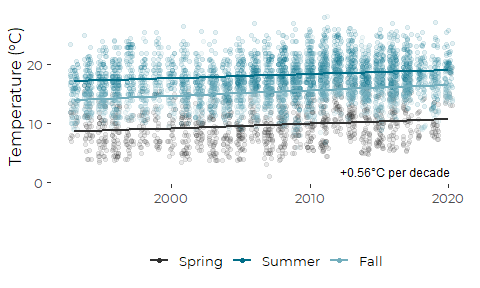 Temperature (°C)
20
10
0
+0.56°C per decade
2000
2010
2020
Spring
Summer
Fall